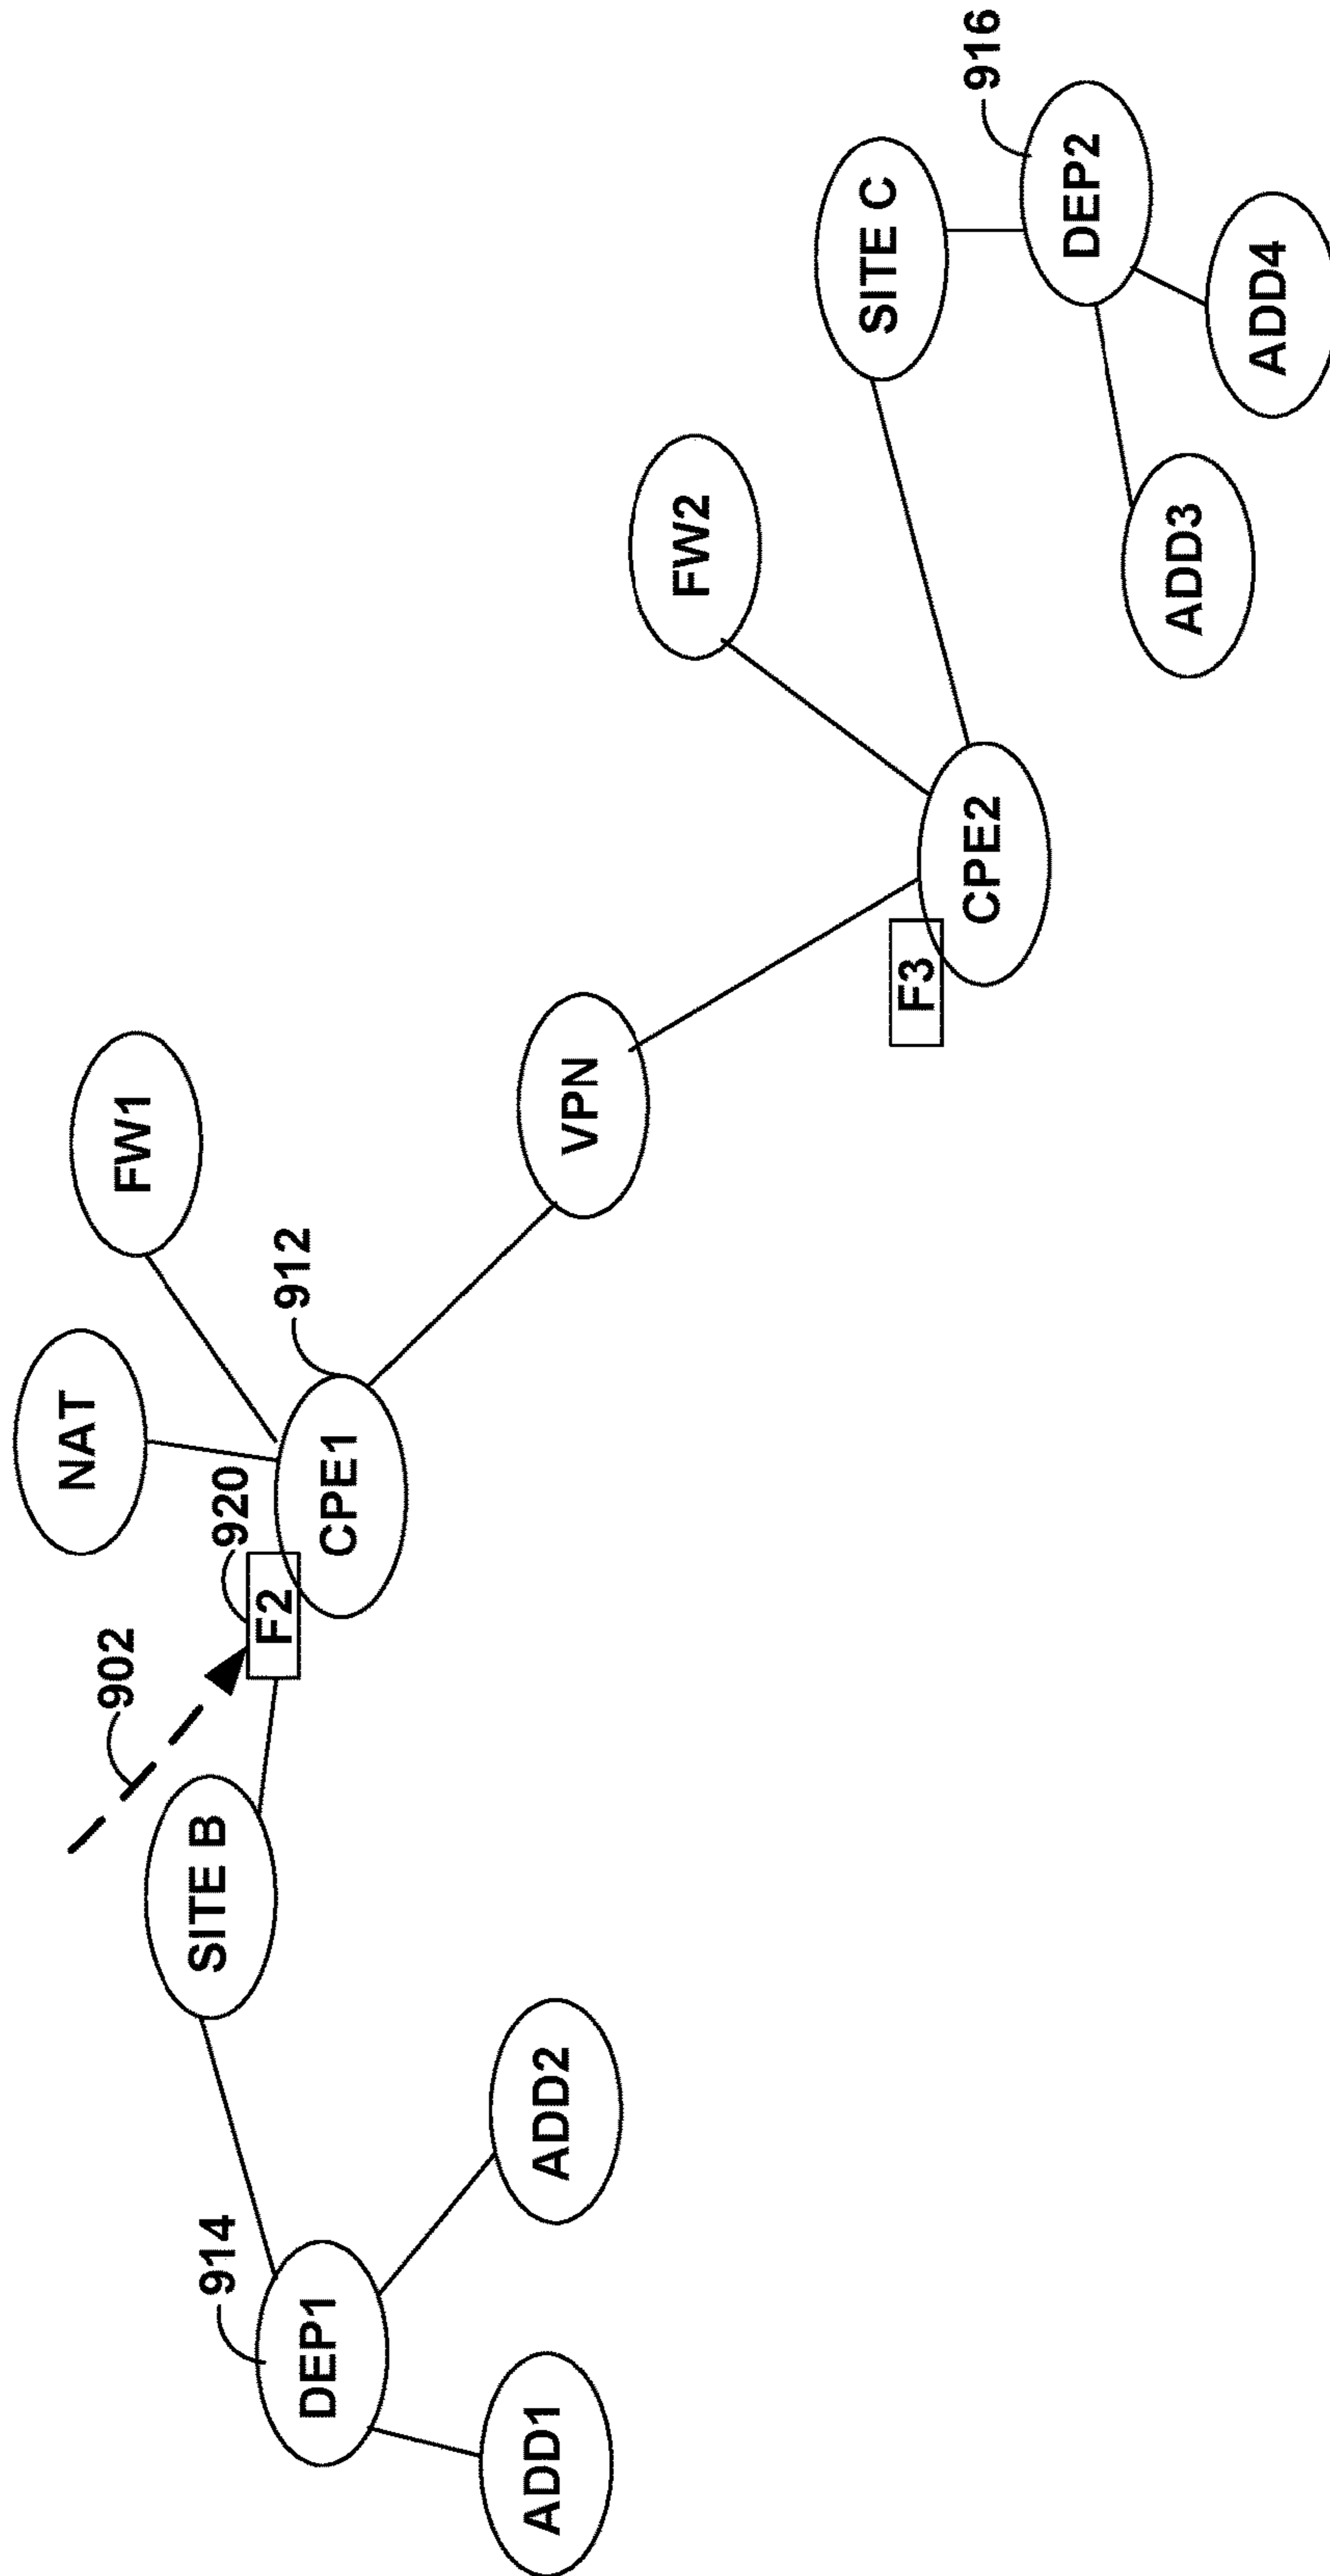 NAT
FW1
902
920
F2
912
CPE1
SITE B
914
DEP1
ADD1
ADD2
VPN
FW2
F3
CPE2
SITE C
916
DEP2
ADD3
ADD4